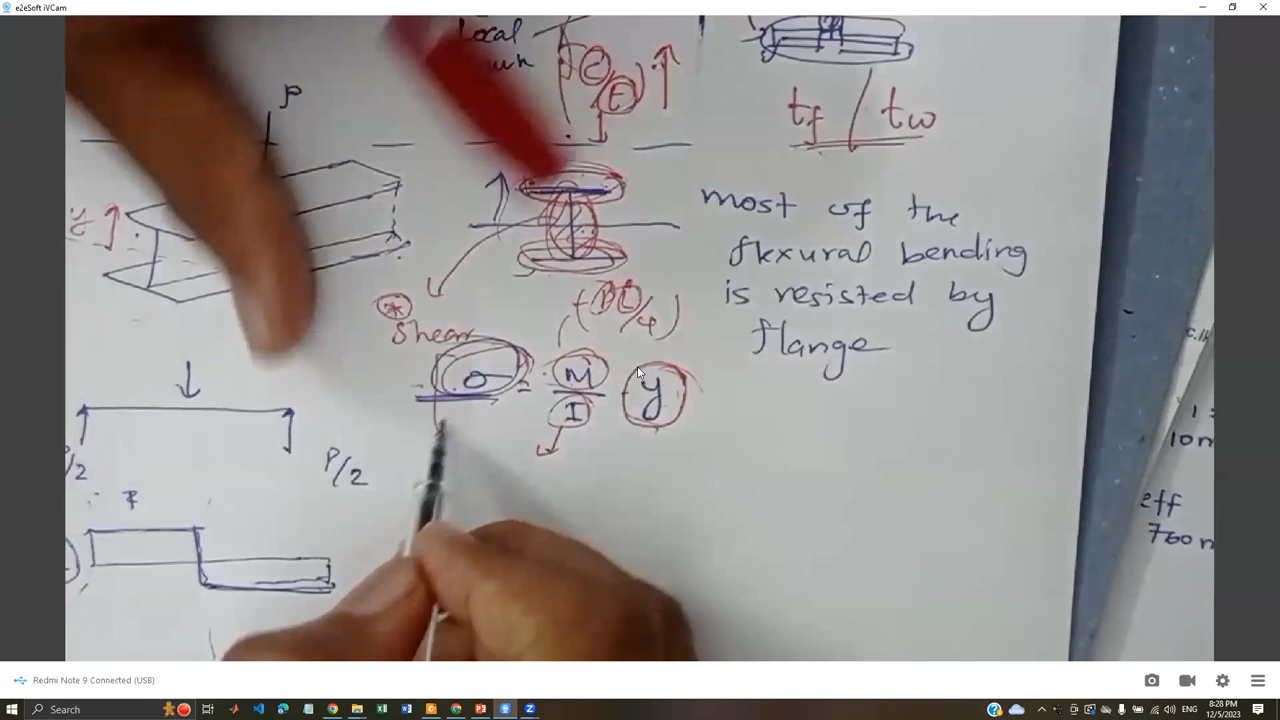 e2eSoft iVCam
Local
P
C
t
tf / tw
most of the
flexural bending
is resisted by
flange
Shear
σ = M/I y
P/2
10m
eff
Redmi Note 9 Connected (USB)
Search
ENG
8:28 PM
12/5/2023